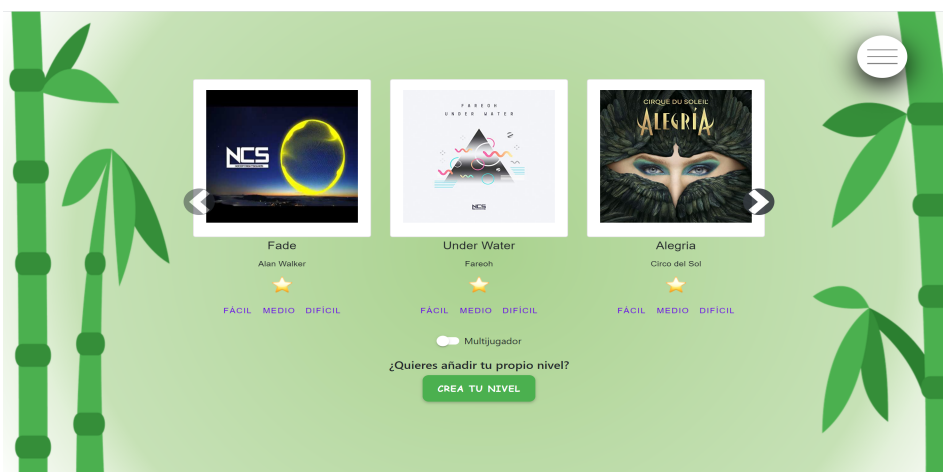 NCS
FAREOH
UNDER WATER
NCS
CIRQUE DU SOLEIL
ALEGRÍA
Fade
Under Water
Alegria
Alan Walker
Fareoh
Circo del Sol
FÁCIL MEDIO DIFÍCIL
FÁCIL MEDIO DIFÍCIL
FÁCIL MEDIO DIFÍCIL
Multijugador
¿Quieres añadir tu propio nivel?
CREA TU NIVEL